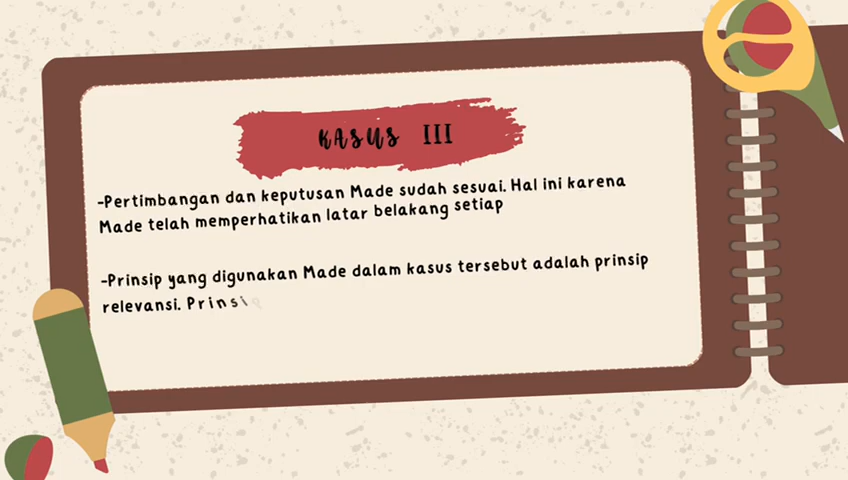 KASUS III
-Pertimbangan dan keputusan Made sudah sesuai. Hal ini karena
Made telah memperhatikan latar belakang setiap
-Prinsip yang digunakan Made dalam kasus tersebut adalah prinsip
relevansi. Prinsip